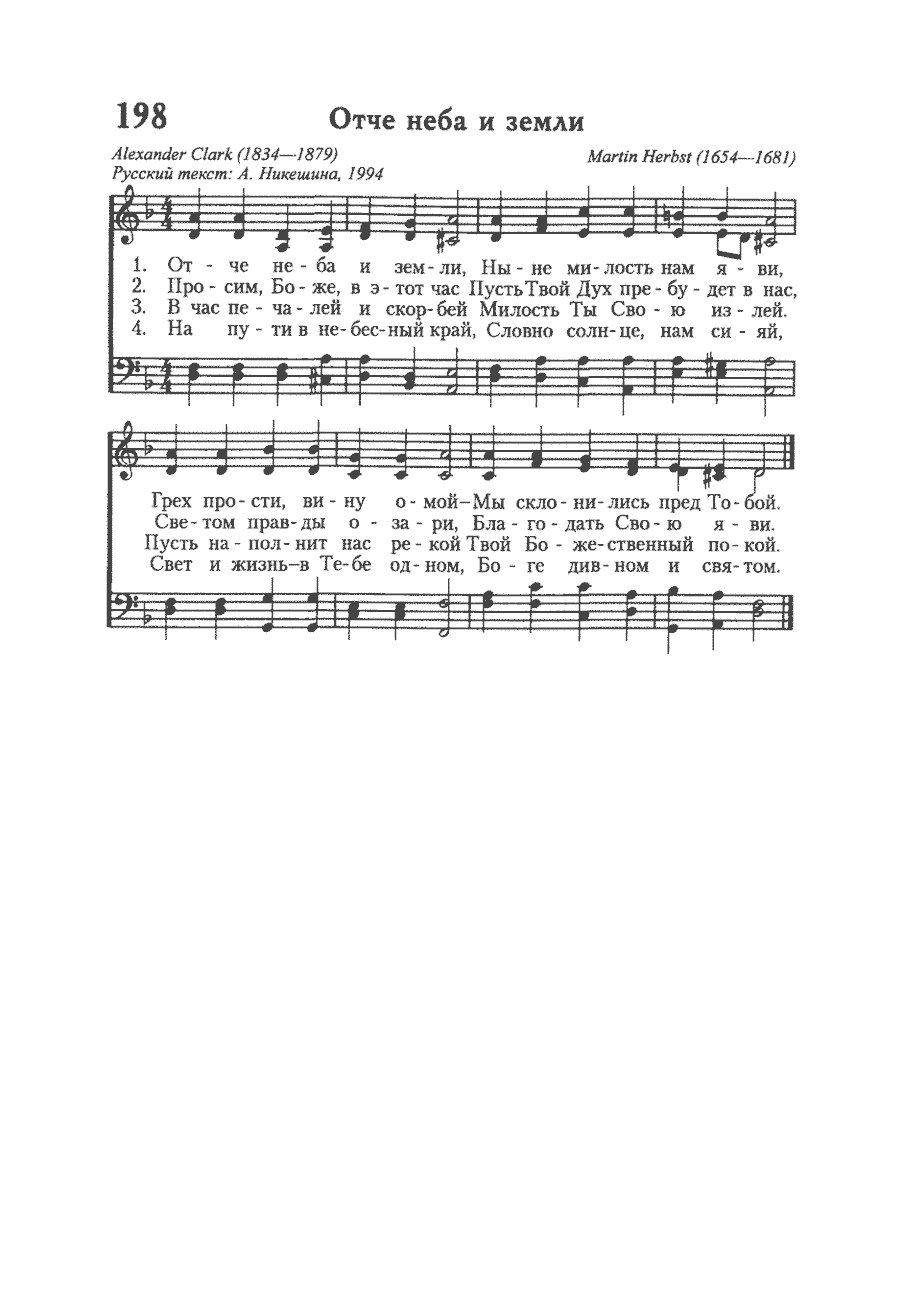 198
Отче неба и земли
Alexander Clark (1834—1879)
Martin Herbst (1654—1681)
Русский текст: А. Никешина, 1994
1. От - че не - ба и зем - ли, Ны - не ми - лость нам я - ви,
2. Про - сим, Бо - же, в э - тот час Пусть Твой Дух пре - бу - дет в нас,
3. В час пе - ча - лей и скор - бей Милость Ты Сво - ю из - лей.
4. На пу - ти в не - бес - ный край, Словно солн - це, нам си - яй,
Грех про - сти, ви - ну о - мой—Мы скло - ни - лись пред То - бой.
Све - том прав - ды о - за - ри, Бла - го - дать Сво - ю я - ви.
Пусть на - пол - нит нас ре - кой Твой Бо - же - ственный по - кой.
Свет и жизнь—в Те - бе од - ном, Бо - ге див - ном и свя - том.